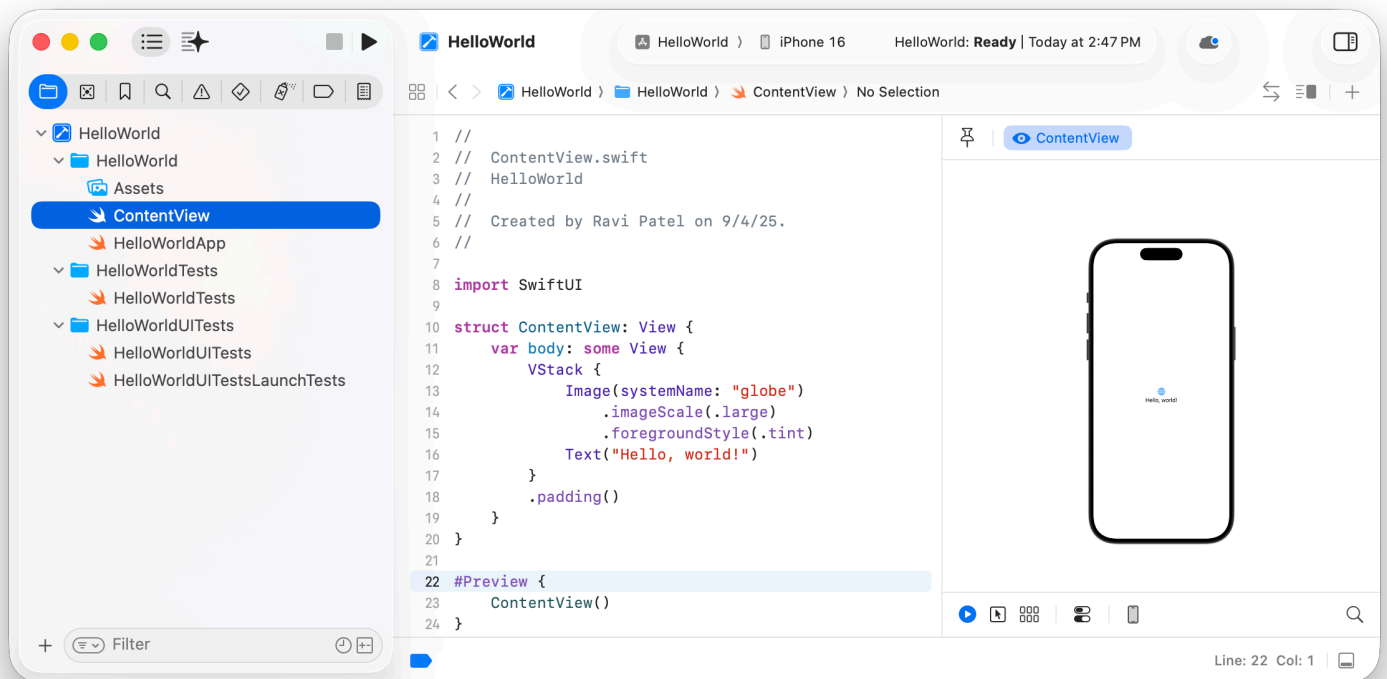 HelloWorld
HelloWorld 〉 iPhone 16
HelloWorld: Ready | Today at 2:47 PM
HelloWorld 〉 HelloWorld 〉 ContentView 〉 No Selection
HelloWorld
HelloWorld
Assets
ContentView
HelloWorldApp
HelloWorldTests
HelloWorldTests
HelloWorldUITests
HelloWorldUITests
HelloWorldUITestsLaunchTests
Filter
1 //
2 //  ContentView.swift
3 //  HelloWorld
4 //
5 //  Created by Ravi Patel on 9/4/25.
6 //
7
8 import SwiftUI
9
10 struct ContentView: View {
11     var body: some View {
12         VStack {
13             Image(systemName: "globe")
14                 .imageScale(.large)
15                 .foregroundStyle(.tint)
16             Text("Hello, world!")
17         }
18         .padding()
19     }
20 }
21
22 #Preview {
23     ContentView()
24 }
ContentView
Hello, world!
Line: 22 Col: 1